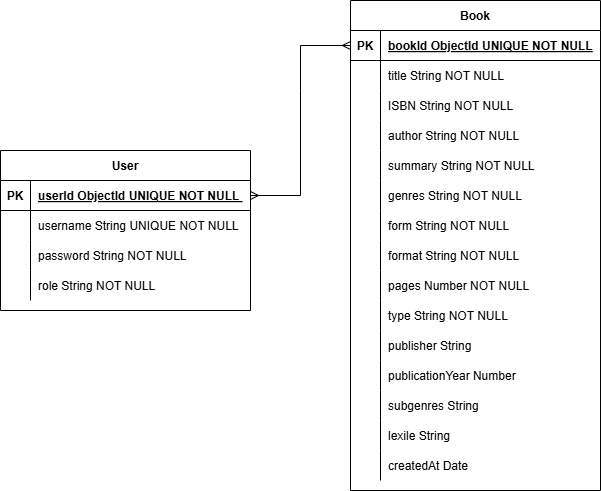 Book
PK bookId ObjectId UNIQUE NOT NULL
title String NOT NULL
ISBN String NOT NULL
author String NOT NULL
summary String NOT NULL
genres String NOT NULL
form String NOT NULL
format String NOT NULL
pages Number NOT NULL
type String NOT NULL
publisher String
publicationYear Number
subgenres String
lexile String
createdAt Date
User
PK userId ObjectId UNIQUE NOT NULL
username String UNIQUE NOT NULL
password String NOT NULL
role String NOT NULL